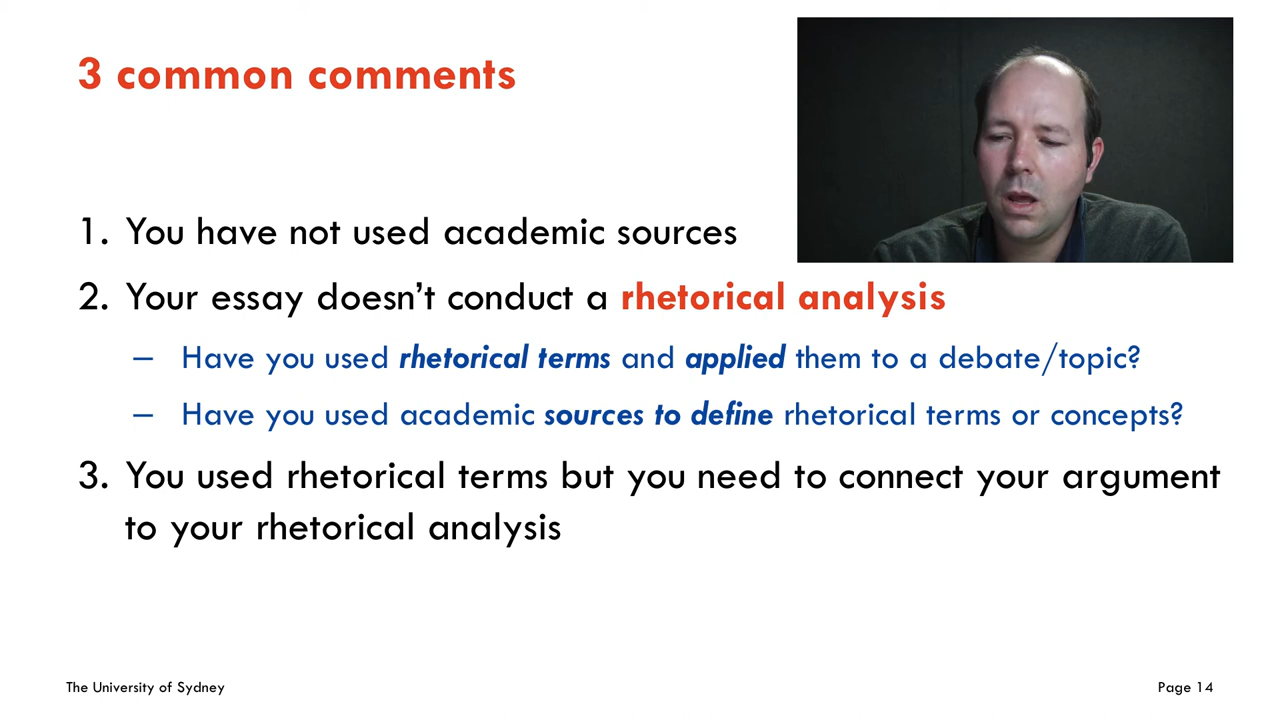 3 common comments
1. You have not used academic sources
2. Your essay doesn’t conduct a rhetorical analysis
– Have you used rhetorical terms and applied them to a debate/topic?
– Have you used academic sources to define rhetorical terms or concepts?
3. You used rhetorical terms but you need to connect your argument
to your rhetorical analysis
The University of Sydney
Page 14